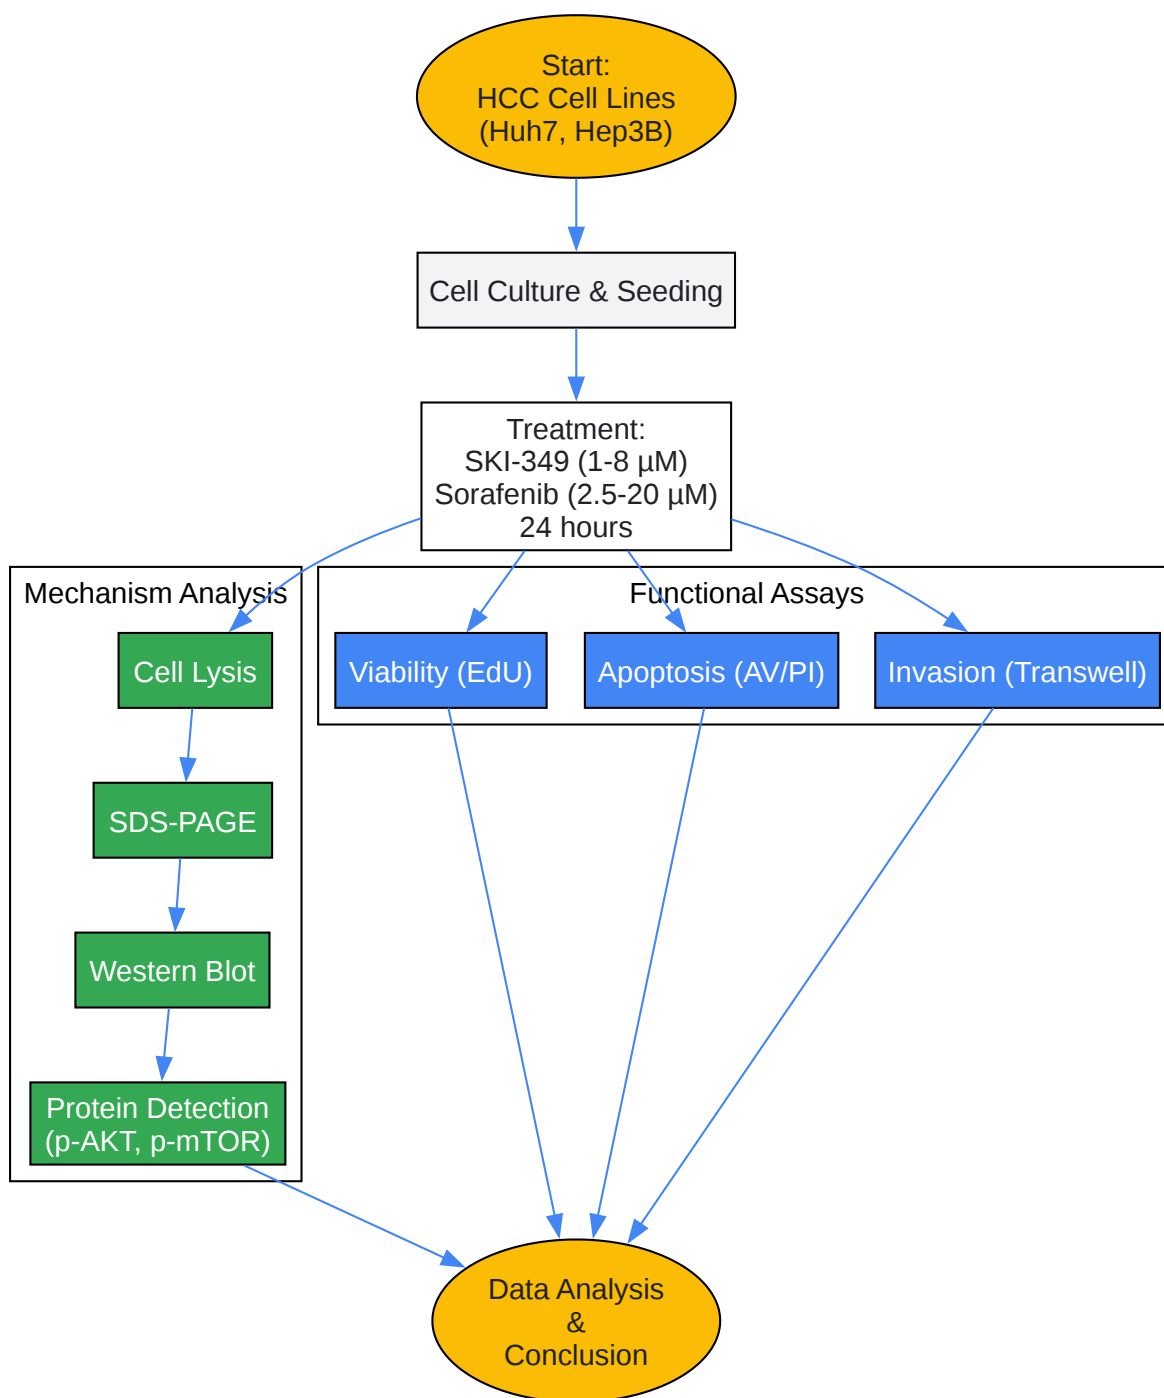 Start:
HCC Cell Lines
(Huh7, Hep3B)
Cell Culture & Seeding
Treatment:
SKI-349 (1-8 µM)
Sorafenib (2.5-20 µM)
24 hours
Mechanism Analysis
Cell Lysis
SDS-PAGE
Western Blot
Protein Detection
(p-AKT, p-mTOR)
Functional Assays
Viability (EdU)
Apoptosis (AV/PI)
Invasion (Transwell)
Data Analysis
&
Conclusion